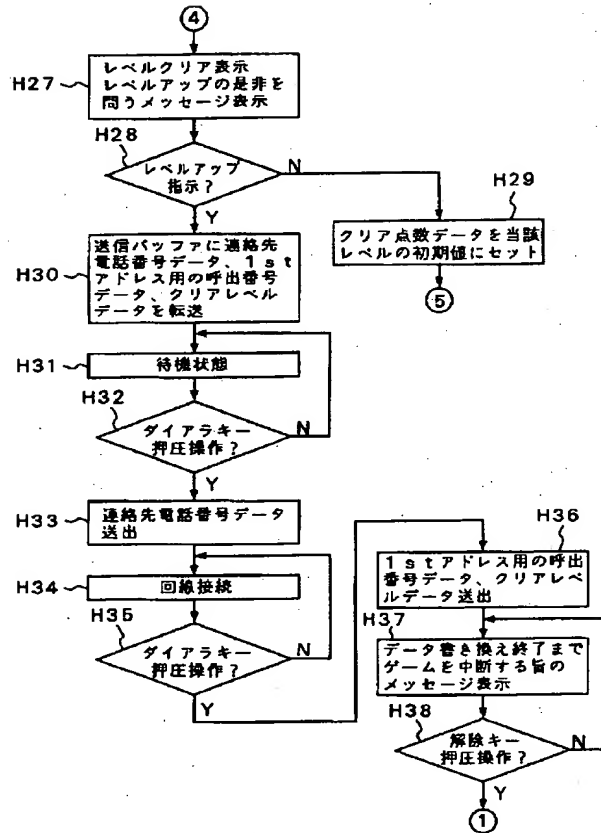 ④
H27
レベルクリア表示
レベルアップの是非を
問うメッセージ表示
H28
レベルアップ
指示?
N
Y
H29
クリア点数データを当該
レベルの初期値にセット
⑤
H30
送信バッファに連絡先
電話番号データ、1st
アドレス用の呼出番号
データ、クリアレベル
データを転送
H31
待機状態
H32
ダイアラキー
押圧操作?
N
Y
H33
連絡先電話番号データ
送出
H34
回線接続
H35
ダイアラキー
押圧操作?
N
Y
H36
1stアドレス用の呼出
番号データ、クリアレベ
ルデータ送出
H37
データ書き換え終了まで
ゲームを中断する旨の
メッセージ表示
H38
解除キー
押圧操作?
N
Y
①